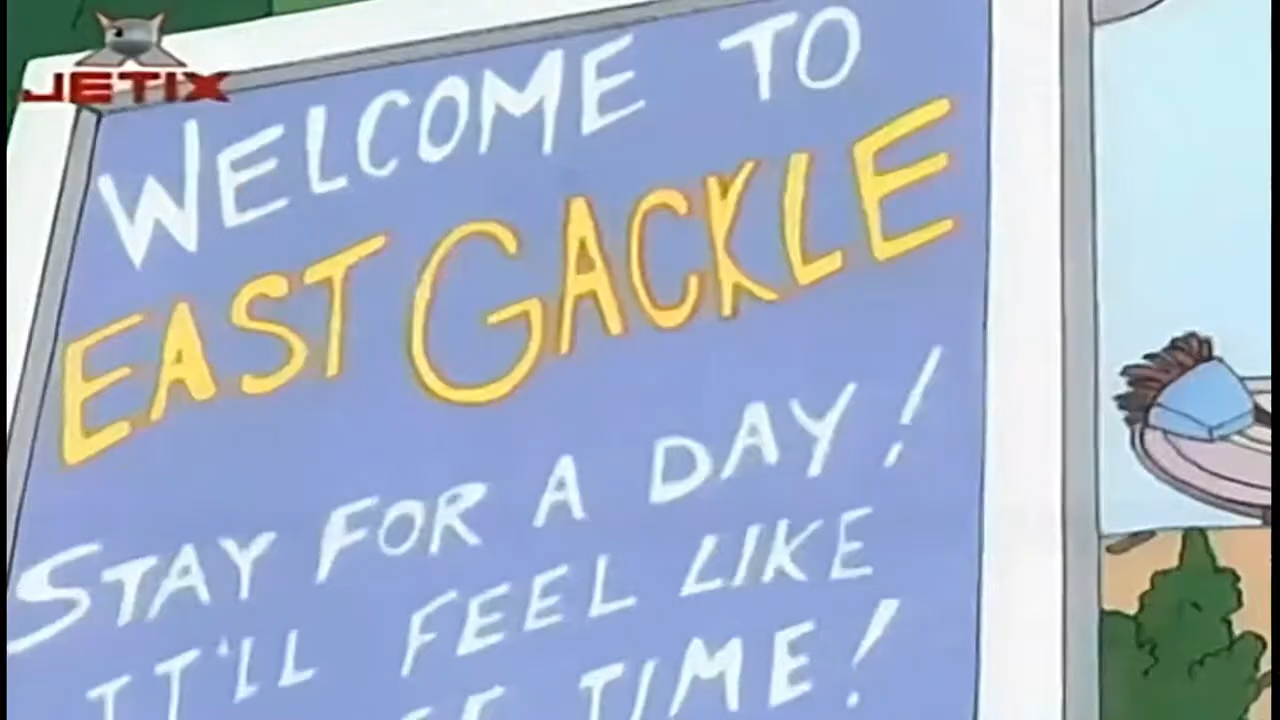 JETIX
WELCOME TO
EAST GACKLE
STAY FOR A DAY!
IT'LL FEEL LIKE
TIME!